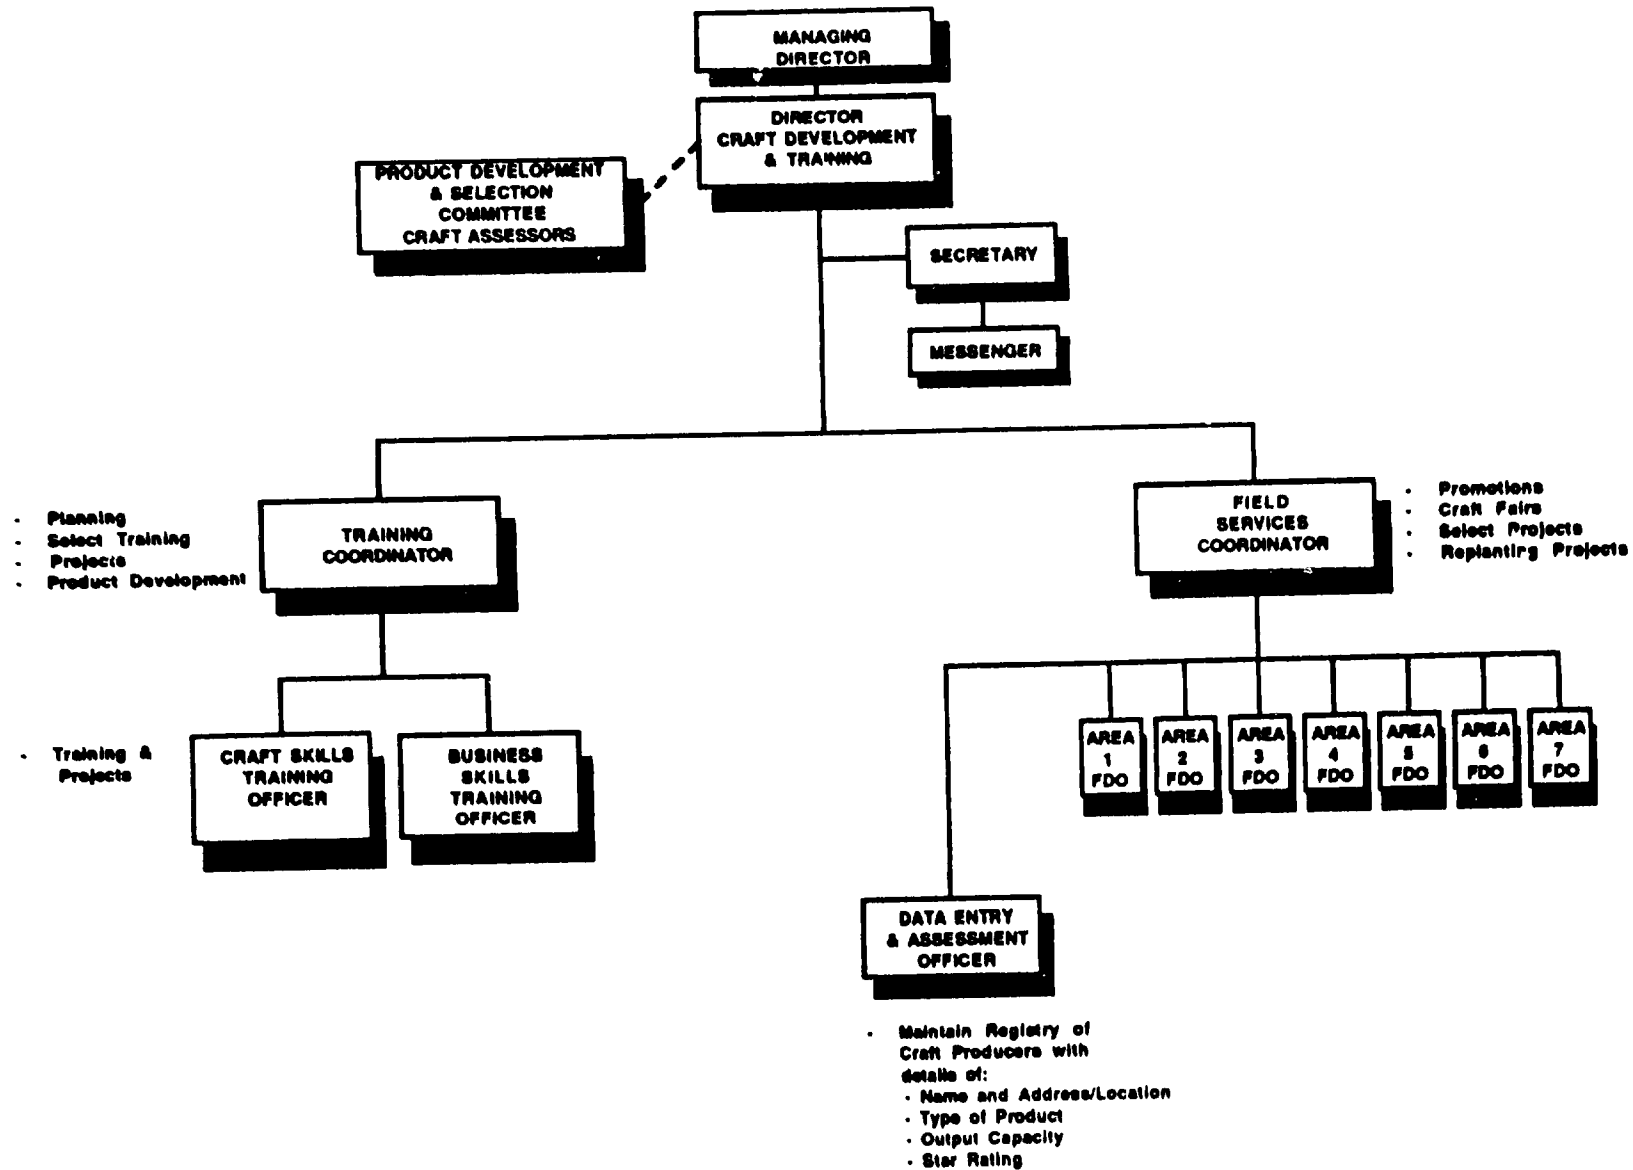 MANAGING
DIRECTOR
DIRECTOR
CRAFT DEVELOPMENT
& TRAINING
PRODUCT DEVELOPMENT
& SELECTION
COMMITTEE
CRAFT ASSESSORS
SECRETARY
MESSENGER
- Planning
- Select Training
- Projects
- Product Development
TRAINING
COORDINATOR
FIELD
SERVICES
COORDINATOR
- Promotions
- Craft Fairs
- Select Projects
- Replanting Projects
- Training &
Projects
CRAFT SKILLS
TRAINING
OFFICER
BUSINESS
SKILLS
TRAINING
OFFICER
AREA
1
FDO
AREA
2
FDO
AREA
3
FDO
AREA
4
FDO
AREA
5
FDO
AREA
6
FDO
AREA
7
FDO
DATA ENTRY
& ASSESSMENT
OFFICER
- Maintain Registry of
Craft Producers with
details of:
- Name and Address/Location
- Type of Product
- Output Capacity
- Star Rating